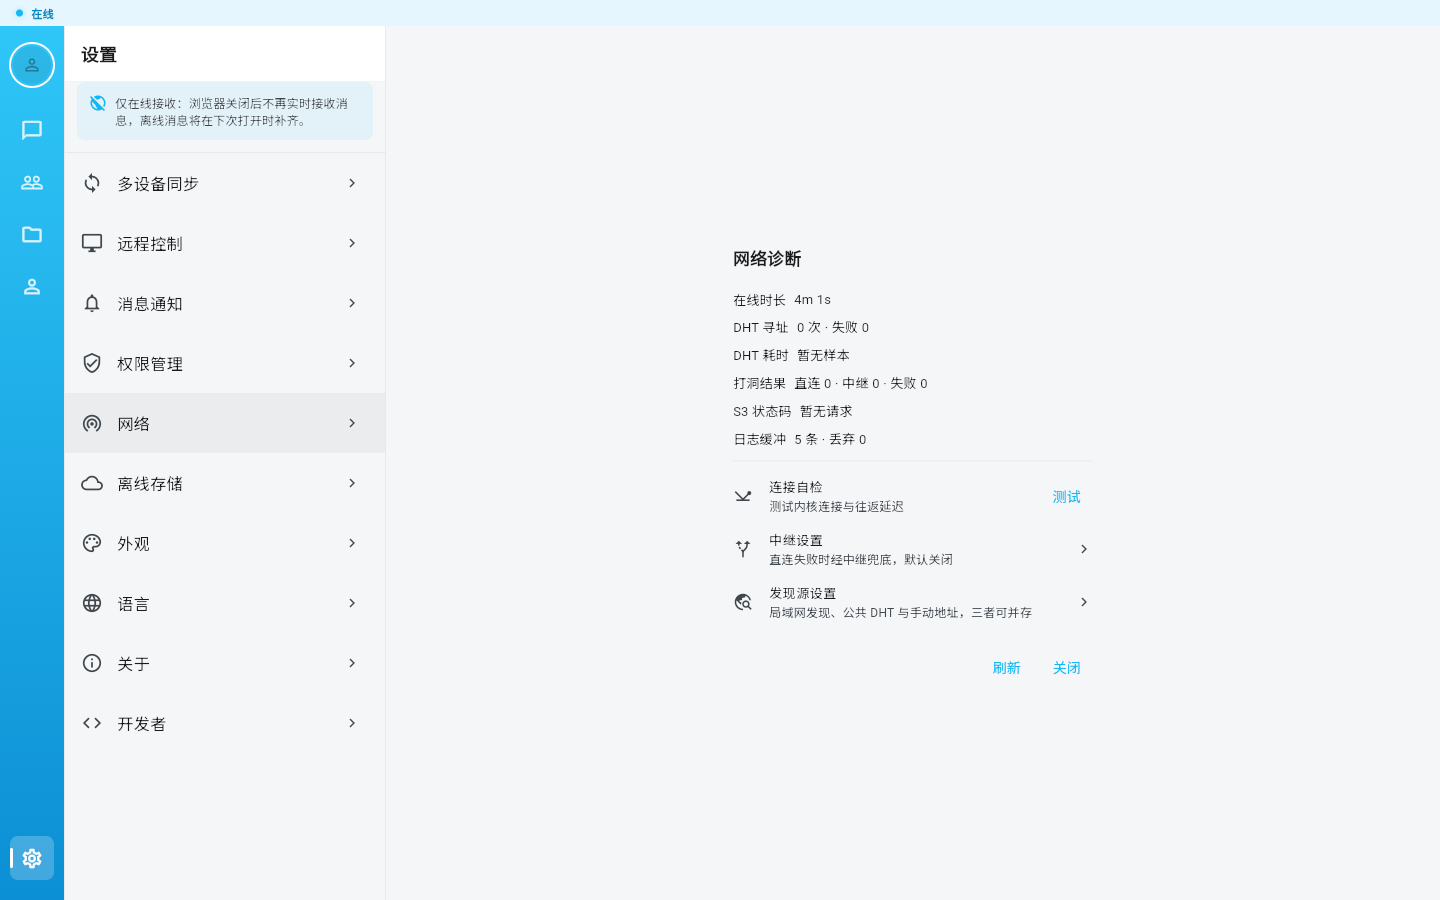 在线
设置
仅在线接收：浏览器关闭后不再实时接收消
息，离线消息将在下次打开时补齐。
多设备同步
远程控制
消息通知
权限管理
网络
离线存储
外观
语言
关于
开发者
网络诊断
在线时长 4m 1s
DHT 寻址 0 次 · 失败 0
DHT 耗时 暂无样本
打洞结果 直连 0 · 中继 0 · 失败 0
S3 状态码 暂无请求
日志缓冲 5 条 · 丢弃 0
连接自检
测试内核连接与往返延迟
测试
中继设置
直连失败时经中继兜底，默认关闭
发现源设置
局域网发现、公共 DHT 与手动地址，三者可并存
刷新 关闭